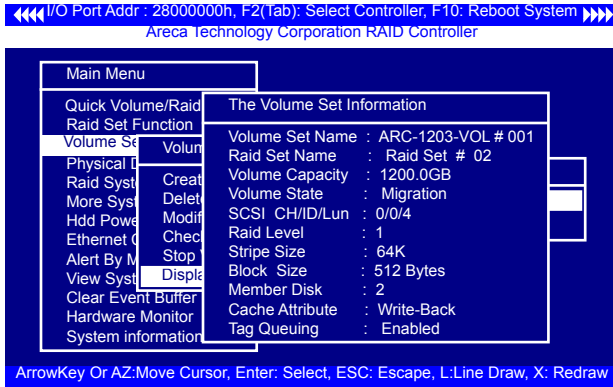 I/O Port Addr : 28000000h, F2(Tab): Select Controller, F10: Reboot System
Areca Technology Corporation RAID Controller
Main Menu
Quick Volume/Raid
Raid Set Function
Volume Se
Physical D
Raid Syst
More Syst
Hdd Powe
Ethernet C
Alert By M
View Syst
Clear Event Buffer
Hardware Monitor
System information
Volum
Creat
Delet
Modif
Chec
Stop
Displa
The Volume Set Information
Volume Set Name : ARC-1203-VOL # 001
Raid Set Name : Raid Set # 02
Volume Capacity : 1200.0GB
Volume State : Migration
SCSI CH/ID/Lun : 0/0/4
Raid Level : 1
Stripe Size : 64K
Block Size : 512 Bytes
Member Disk : 2
Cache Attribute : Write-Back
Tag Queuing : Enabled
ArrowKey Or AZ:Move Cursor, Enter: Select, ESC: Escape, L:Line Draw, X: Redraw